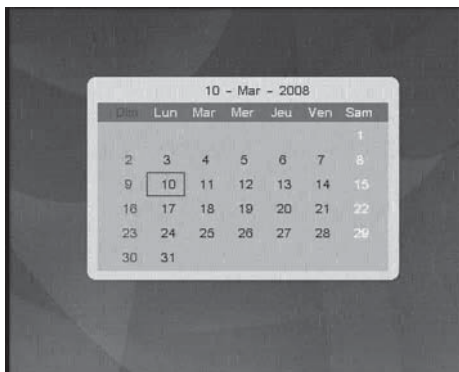 10 - Mar - 2008
Dim Lun Mar Mer Jeu Ven Sam
1
2 3 4 5 6 7 8
9 10 11 12 13 14 15
16 17 18 19 20 21 22
23 24 25 26 27 28 29
30 31